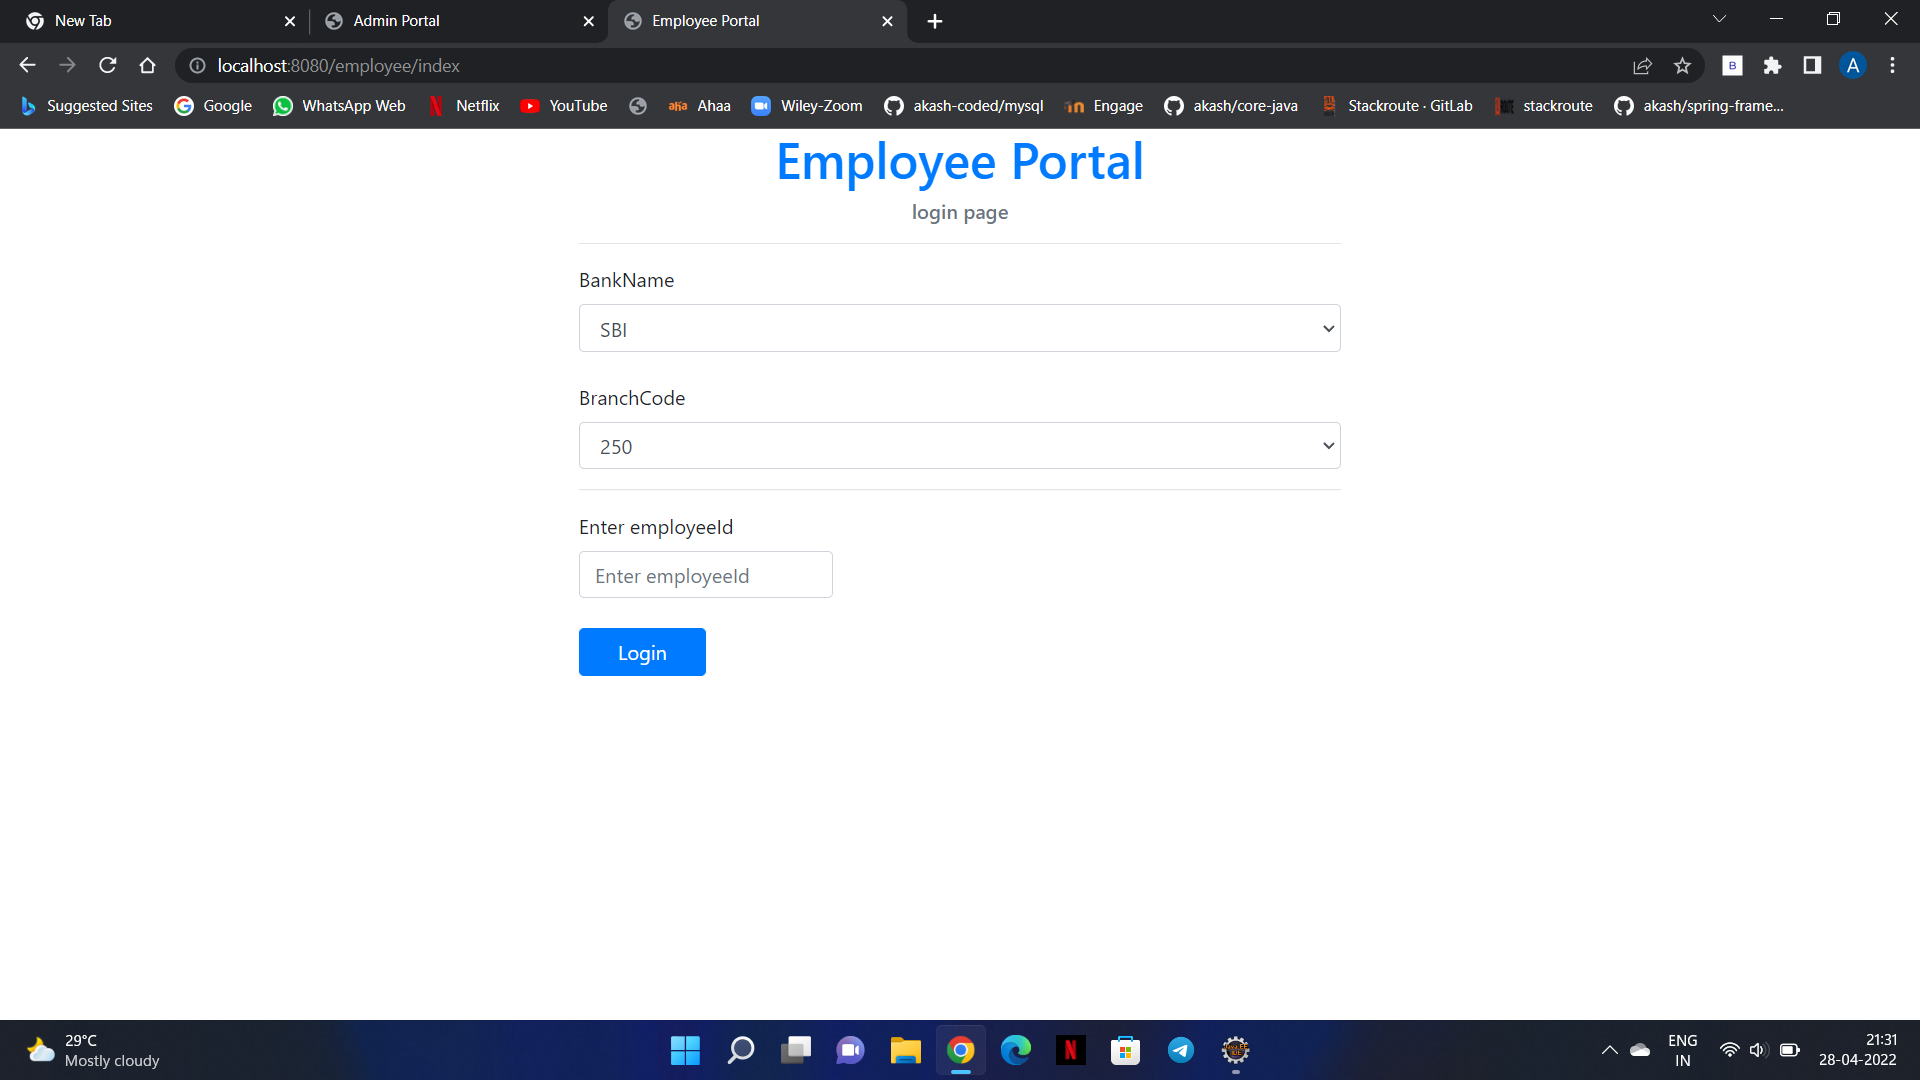 New Tab
Admin Portal
Employee Portal
localhost:8080/employee/index
B
A
Suggested Sites
Google
WhatsApp Web
Netflix
YouTube
aha
Ahaa
Wiley-Zoom
akash-coded/mysql
Engage
akash/core-java
Stackroute · GitLab
stackroute
akash/spring-frame...
Employee Portal
login page
BankName
SBI
BranchCode
250
Enter employeeId
Enter employeeId
Login
29°C
Mostly cloudy
ENG
IN
21:31
28-04-2022